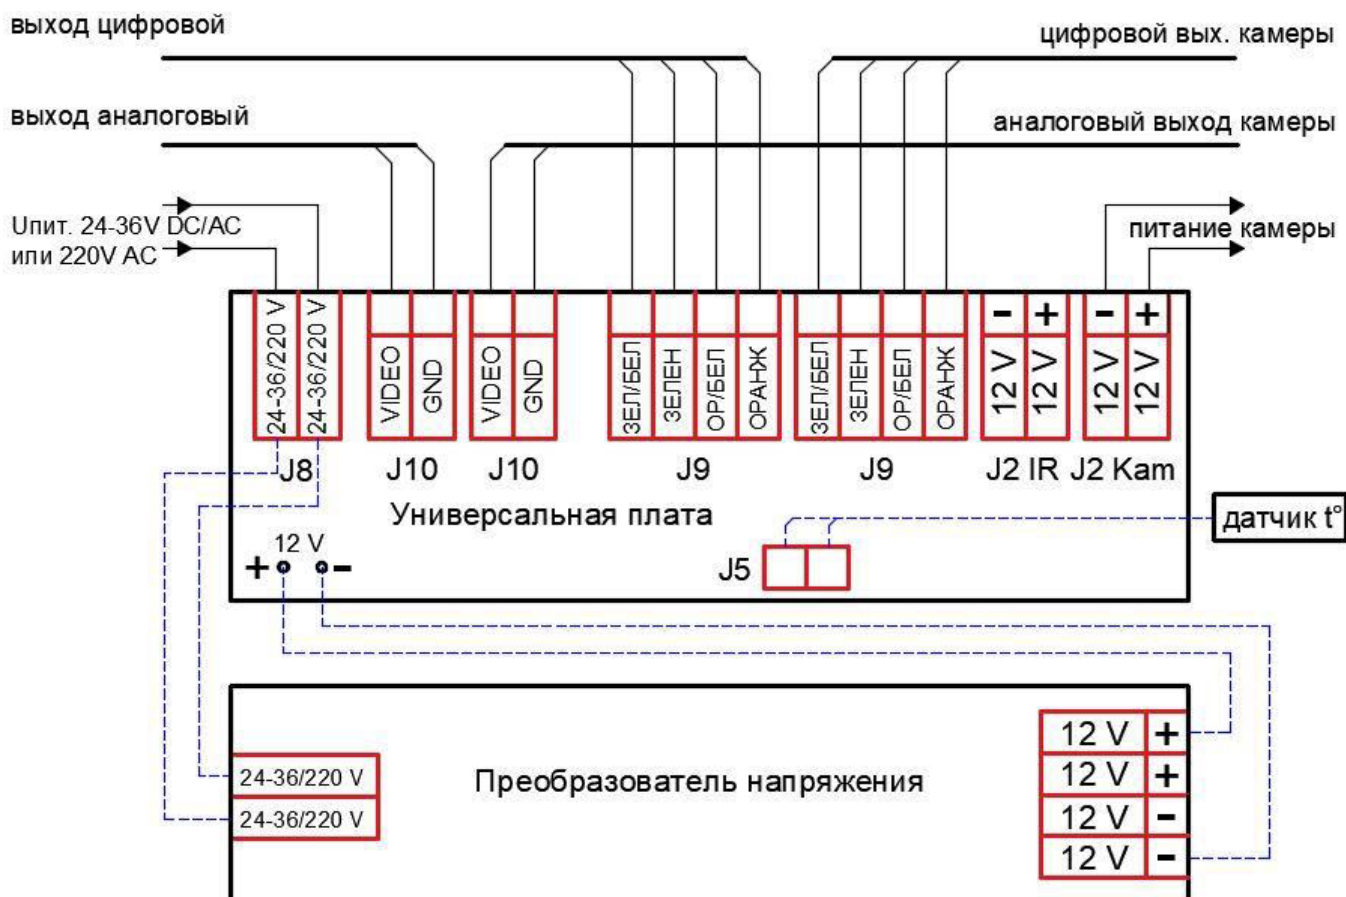 выход цифровой
цифровой вых. камеры
выход аналоговый
аналоговый выход камеры
Uпит. 24-36V DC/AC
или 220V AC
питание камеры
24-36/220 V
24-36/220 V
VIDEO
GND
VIDEO
GND
ЗЕЛ/БЕЛ
ЗЕЛЕН
ОР/БЕЛ
ОРАНЖ
ЗЕЛ/БЕЛ
ЗЕЛЕН
ОР/БЕЛ
ОРАНЖ
12 V -
12 V +
12 V -
12 V +
J8
J10
J10
J9
J9
J2 IR
J2 Kam
Универсальная плата
датчик t°
12 V
+ -
J5
12 V +
12 V +
12 V -
12 V -
24-36/220 V
24-36/220 V
Преобразователь напряжения